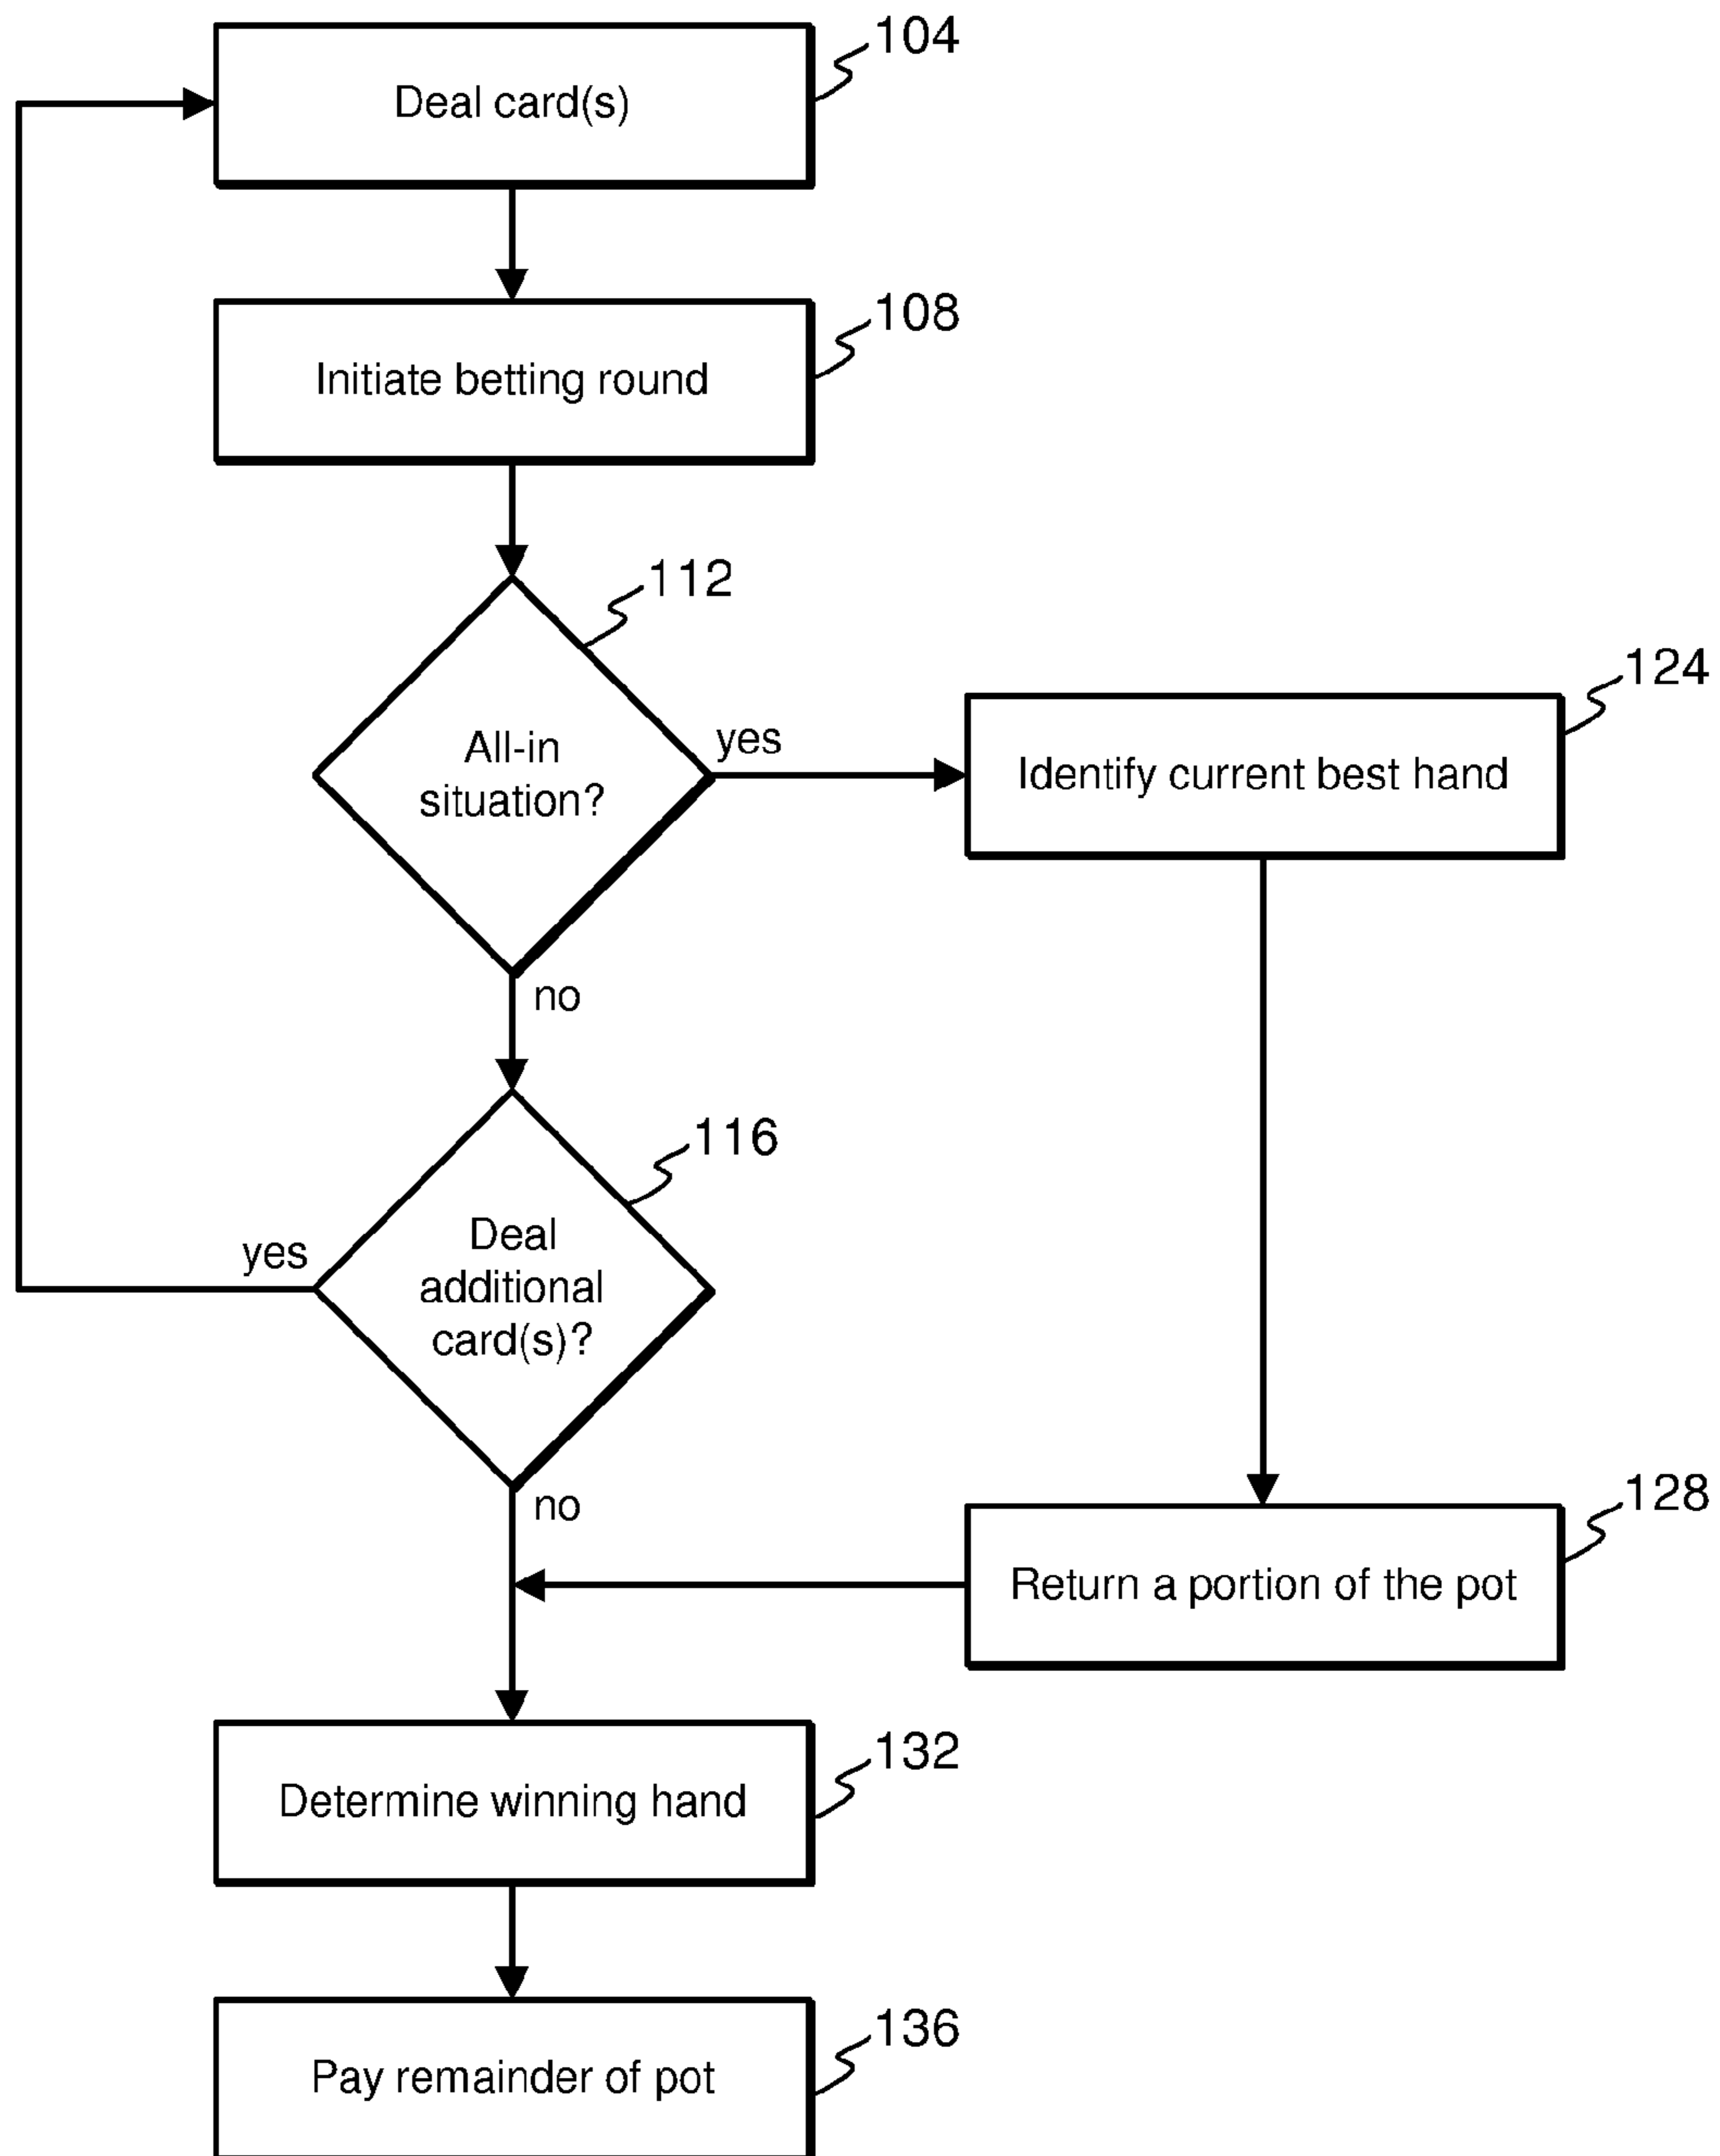 104
Deal card(s)
108
Initiate betting round
112
All-in
situation?
yes
no
124
Identify current best hand
116
Deal
additional
card(s)?
yes
no
128
Return a portion of the pot
132
Determine winning hand
136
Pay remainder of pot